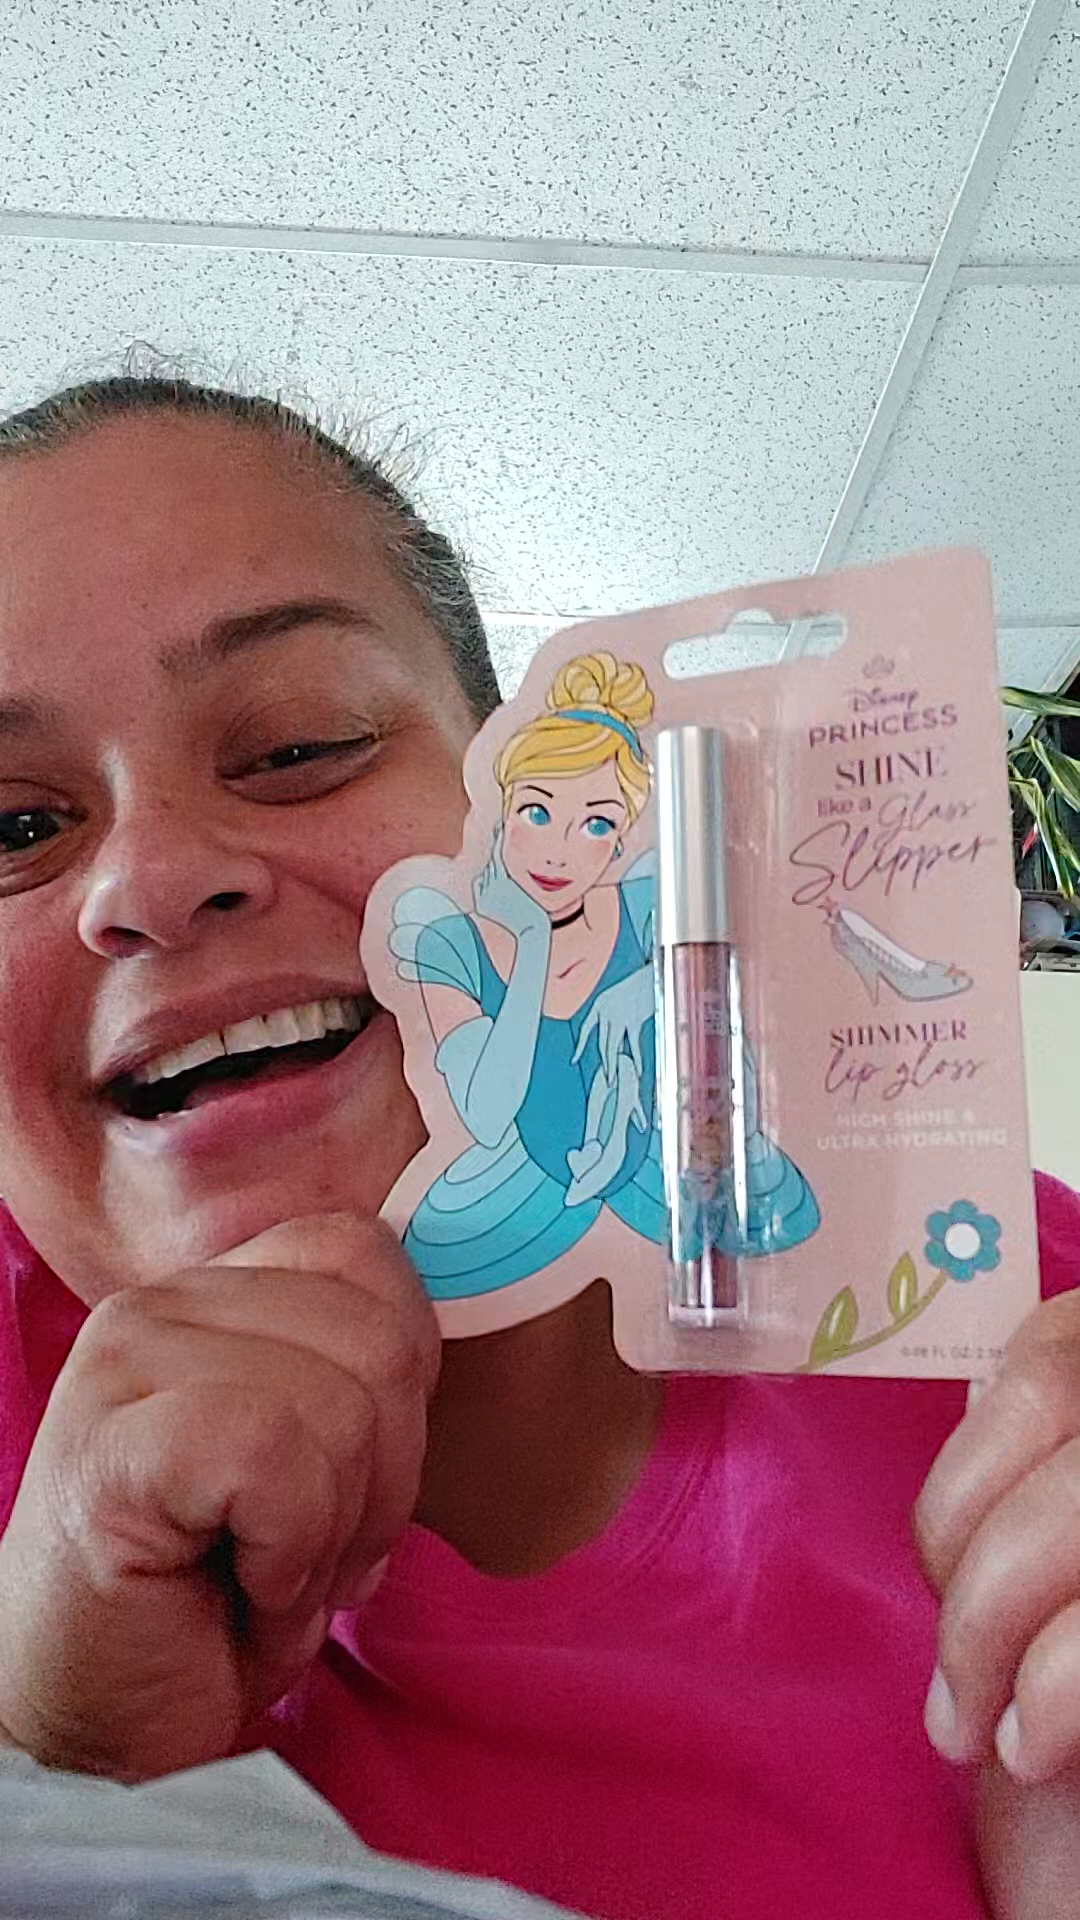 Disney
PRINCESS
SHINE
like a Glass
Slipper
SHIMMER
lip gloss
HIGH SHINE &
ULTRA HYDRATING